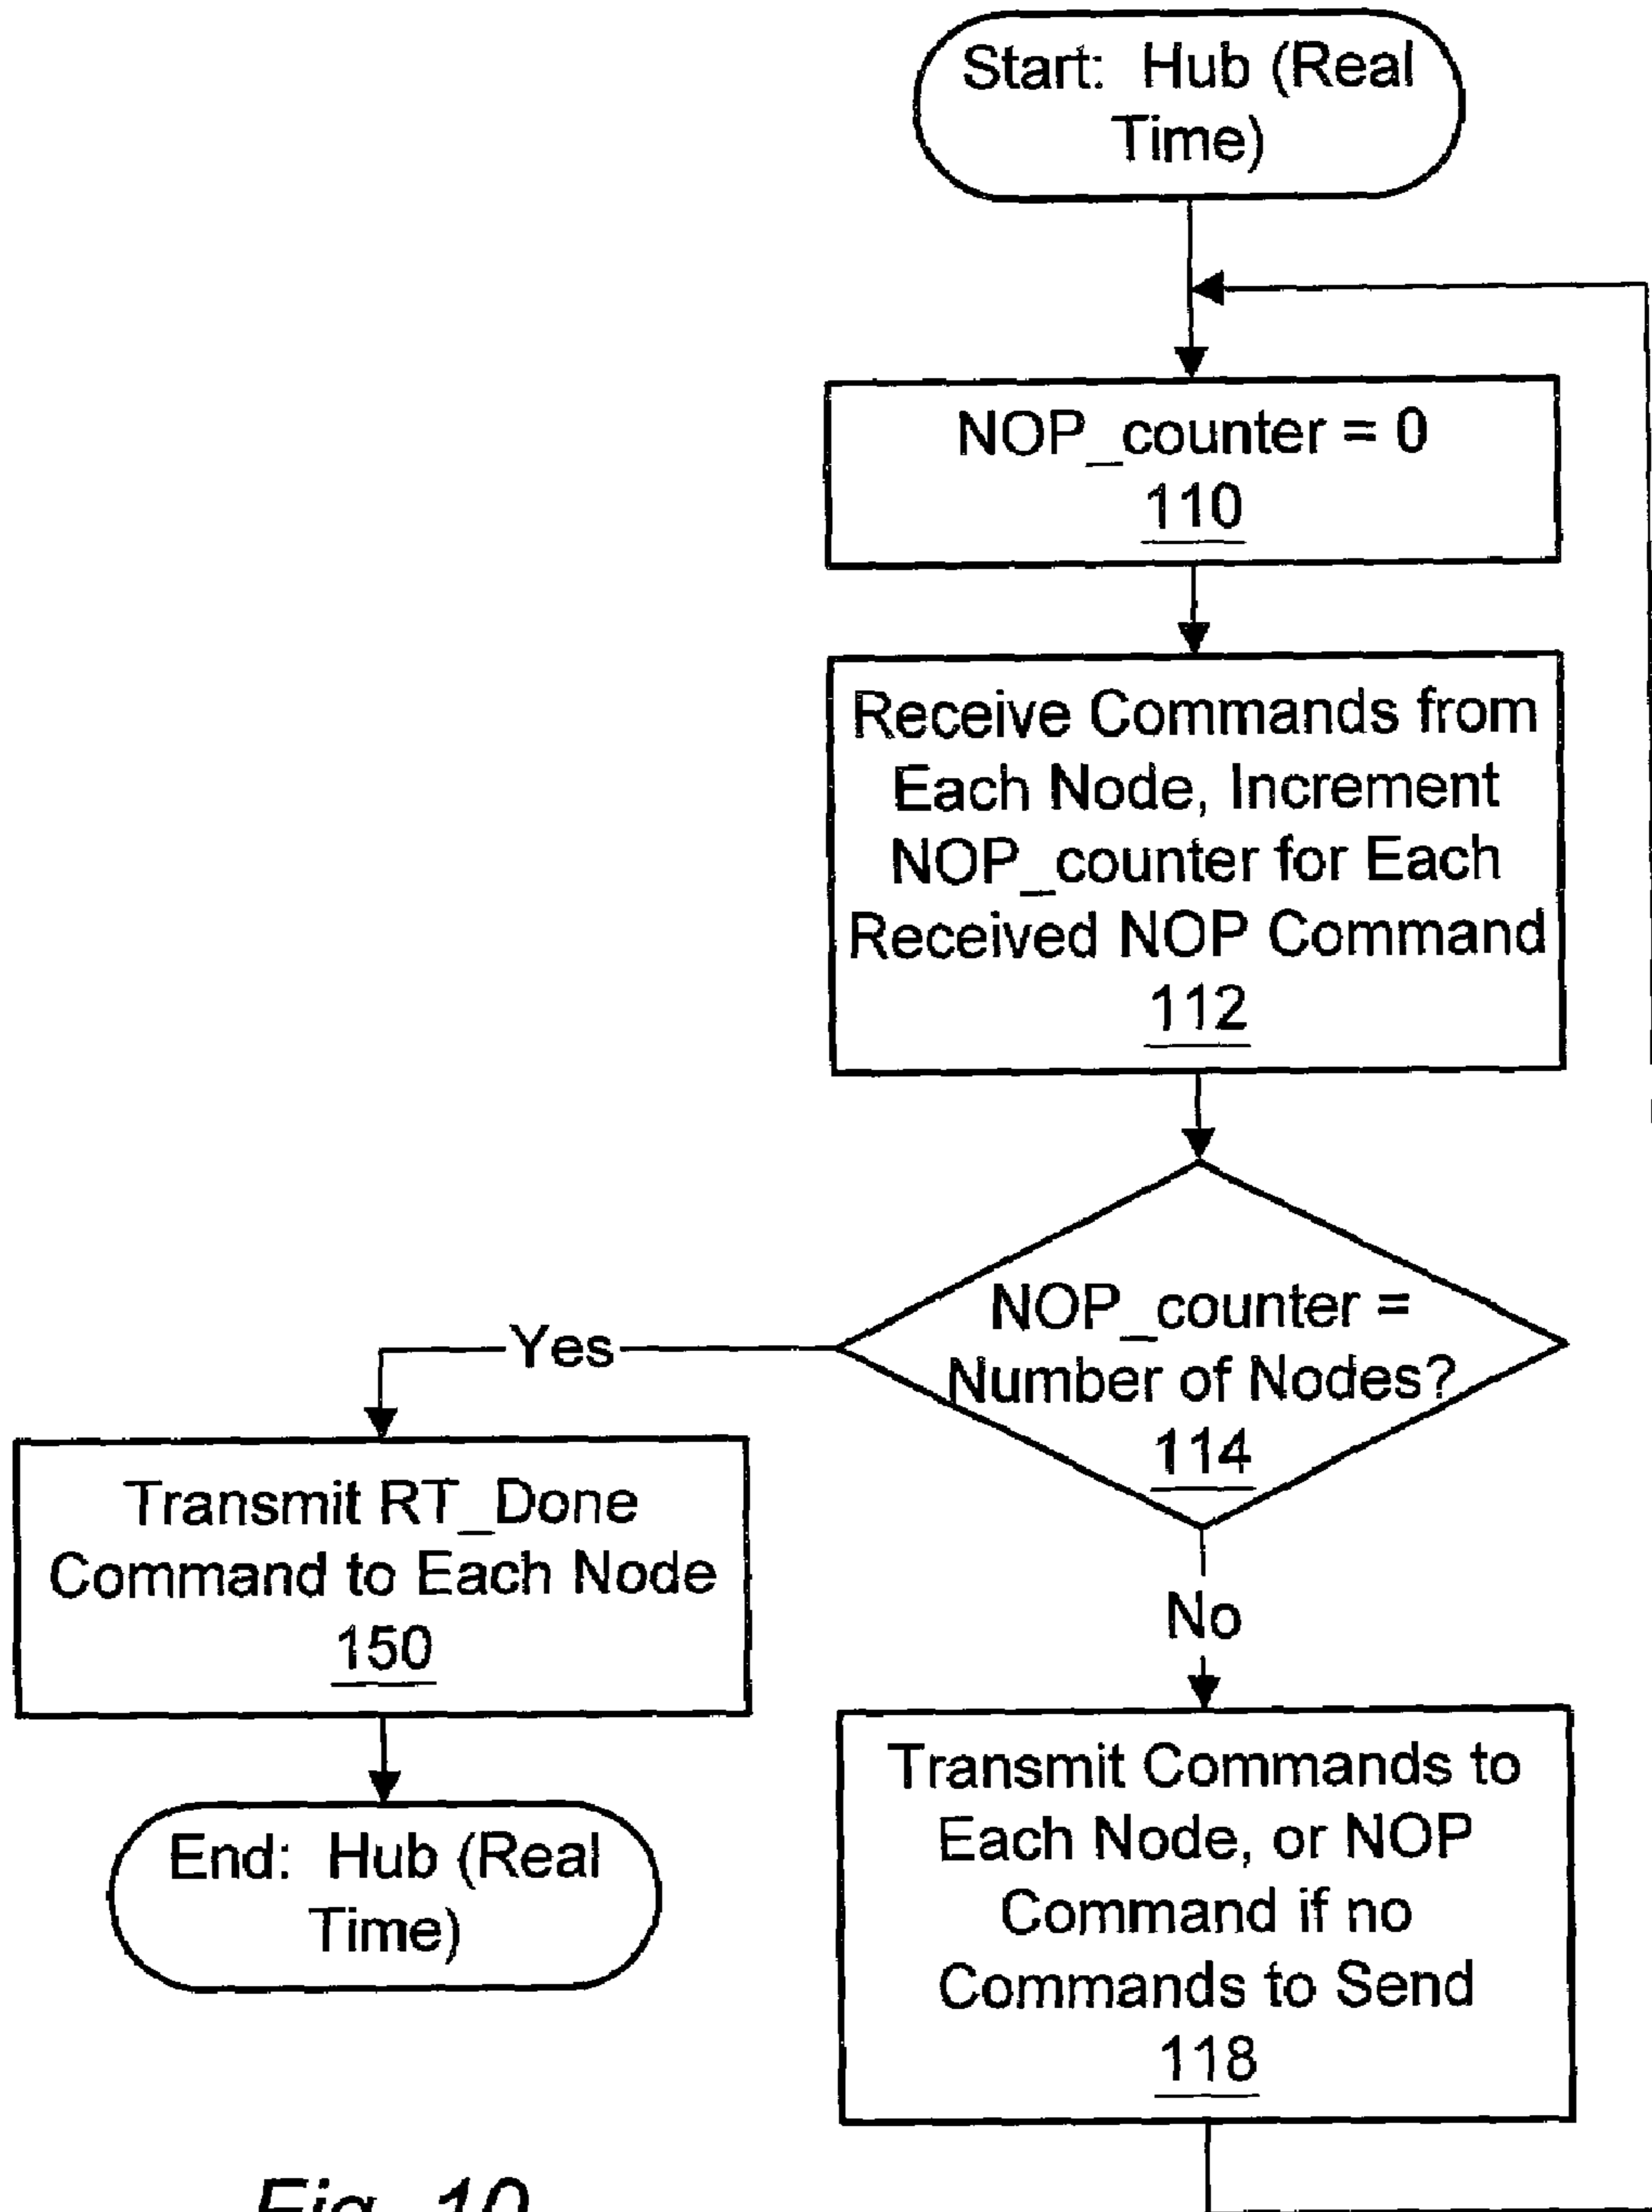 Start: Hub (Real
Time)
NOP_counter = 0
110
Receive Commands from
Each Node, Increment
NOP_counter for Each
Received NOP Command
112
NOP_counter =
Number of Nodes?
114
Yes
No
Transmit RT_Done
Command to Each Node
150
End: Hub (Real
Time)
Transmit Commands to
Each Node, or NOP
Command if no
Commands to Send
118
Fig. 10